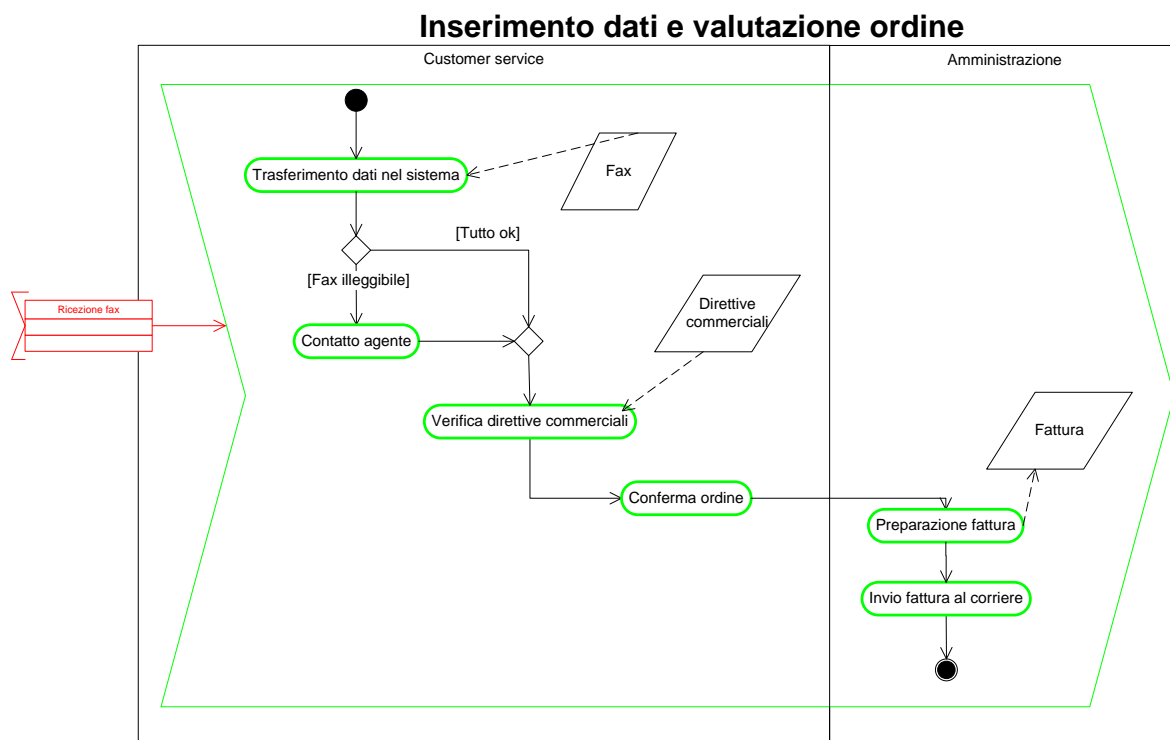 Inserimento dati e valutazione ordine
Customer service
Amministrazione
Trasferimento dati nel sistema
Fax
[Tutto ok]
[Fax illeggibile]
Ricezione fax
Contatto agente
Direttive
commerciali
Verifica direttive commerciali
Fattura
Conferma ordine
Preparazione fattura
Invio fattura al corriere